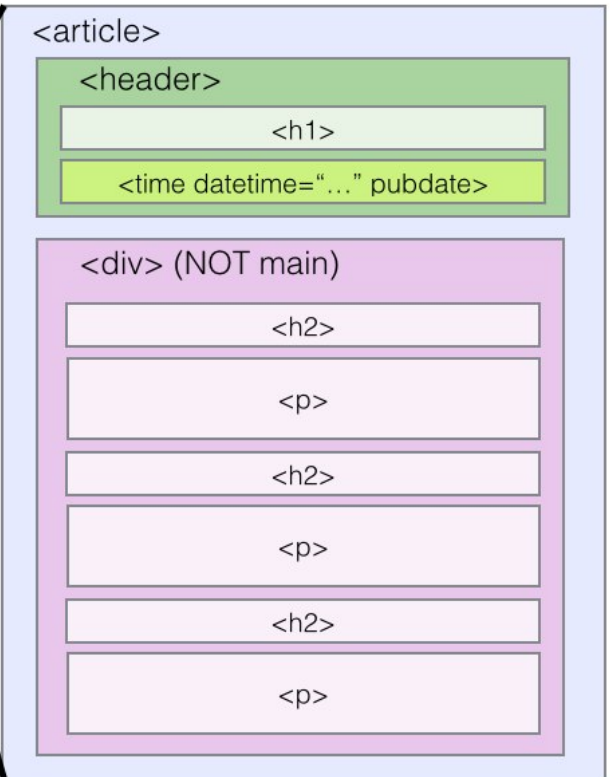 <article>
<header>
<h1>
<time datetime=“...” pubdate>
<div> (NOT main)
<h2>
<p>
<h2>
<p>
<h2>
<p>